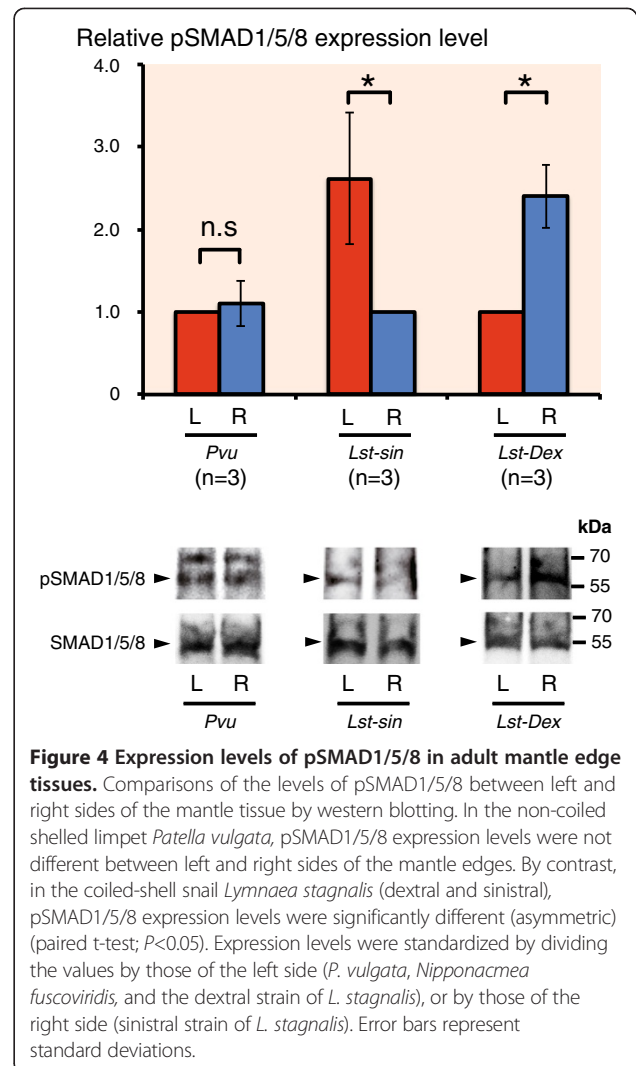 Relative pSMAD1/5/8 expression level
4.0
3.0
2.0
1.0
0
n.s
*
*
L R L R L R
Pvu Lst-sin Lst-Dex
(n=3) (n=3) (n=3)
kDa
pSMAD1/5/8
70
55
SMAD1/5/8
70
55
L R L R L R
Pvu Lst-sin Lst-Dex
Figure 4 Expression levels of pSMAD1/5/8 in adult mantle edge
tissues. Comparisons of the levels of pSMAD1/5/8 between left and
right sides of the mantle tissue by western blotting. In the non-coiled
shelled limpet Patella vulgata, pSMAD1/5/8 expression levels were not
different between left and right sides of the mantle edges. By contrast,
in the coiled-shell snail Lymnaea stagnalis (dextral and sinistral),
pSMAD1/5/8 expression levels were significantly different (asymmetric)
(paired t-test; P<0.05). Expression levels were standardized by dividing
the values by those of the left side (P. vulgata, Nipponacmea
fuscoviridis, and the dextral strain of L. stagnalis), or by those of the
right side (sinistral strain of L. stagnalis). Error bars represent
standard deviations.